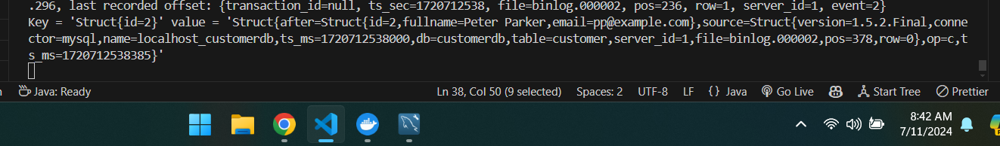 .296, last recorded offset: {transaction_id=null, ts_sec=1720712538, file=binlog.000002, pos=236, row=1, server_id=1, event=2}
Key = 'Struct{id=2}' value = 'Struct{after=Struct{id=2,fullname=Peter Parker,email=pp@example.com},source=Struct{version=1.5.2.Final,conne
ctor=mysql,name=localhost_customerdb,ts_ms=1720712538000,db=customerdb,table=customer,server_id=1,file=binlog.000002,pos=378,row=0},op=c,t
s_ms=1720712538385}'
Java: Ready Ln 38, Col 50 (9 selected) Spaces: 2 UTF-8 LF {} Java Go Live Start Tree Prettier
8:42 AM
7/11/2024